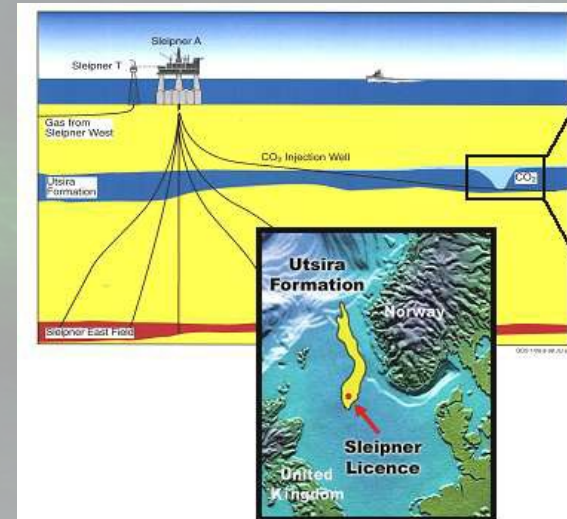 Sleipner A
Sleipner T
Gas from
Sleipner West
CO₂ Injection Well
Utsira
Formation
CO₂
Sleipner East Field
Utsira
Formation
Norway
Sleipner
Licence
United
Kingdom